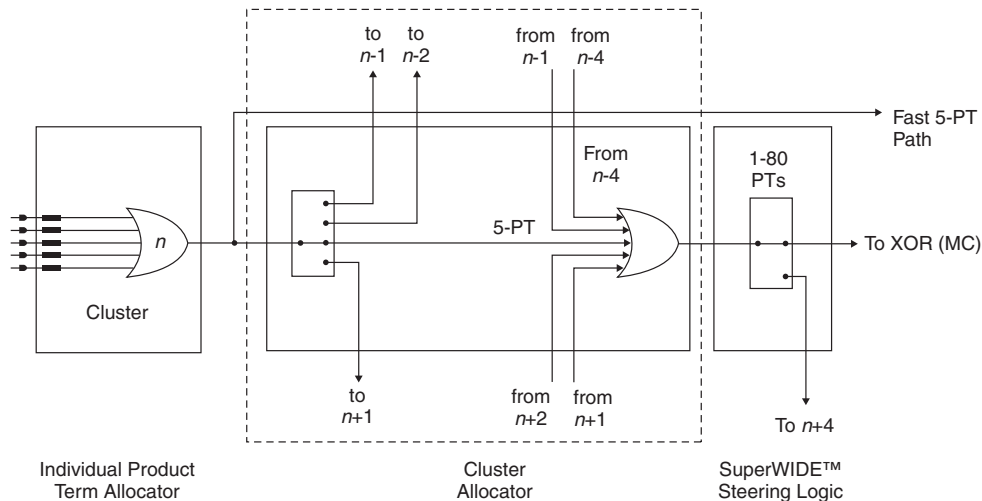 to
n-1
to
n-2
from
n-1
from
n-4
Fast 5-PT
Path
From
n-4
1-80
PTs
n
5-PT
To XOR (MC)
Cluster
to
n+1
from
n+2
from
n+1
To n+4
Individual Product
Term Allocator
Cluster
Allocator
SuperWIDE™
Steering Logic